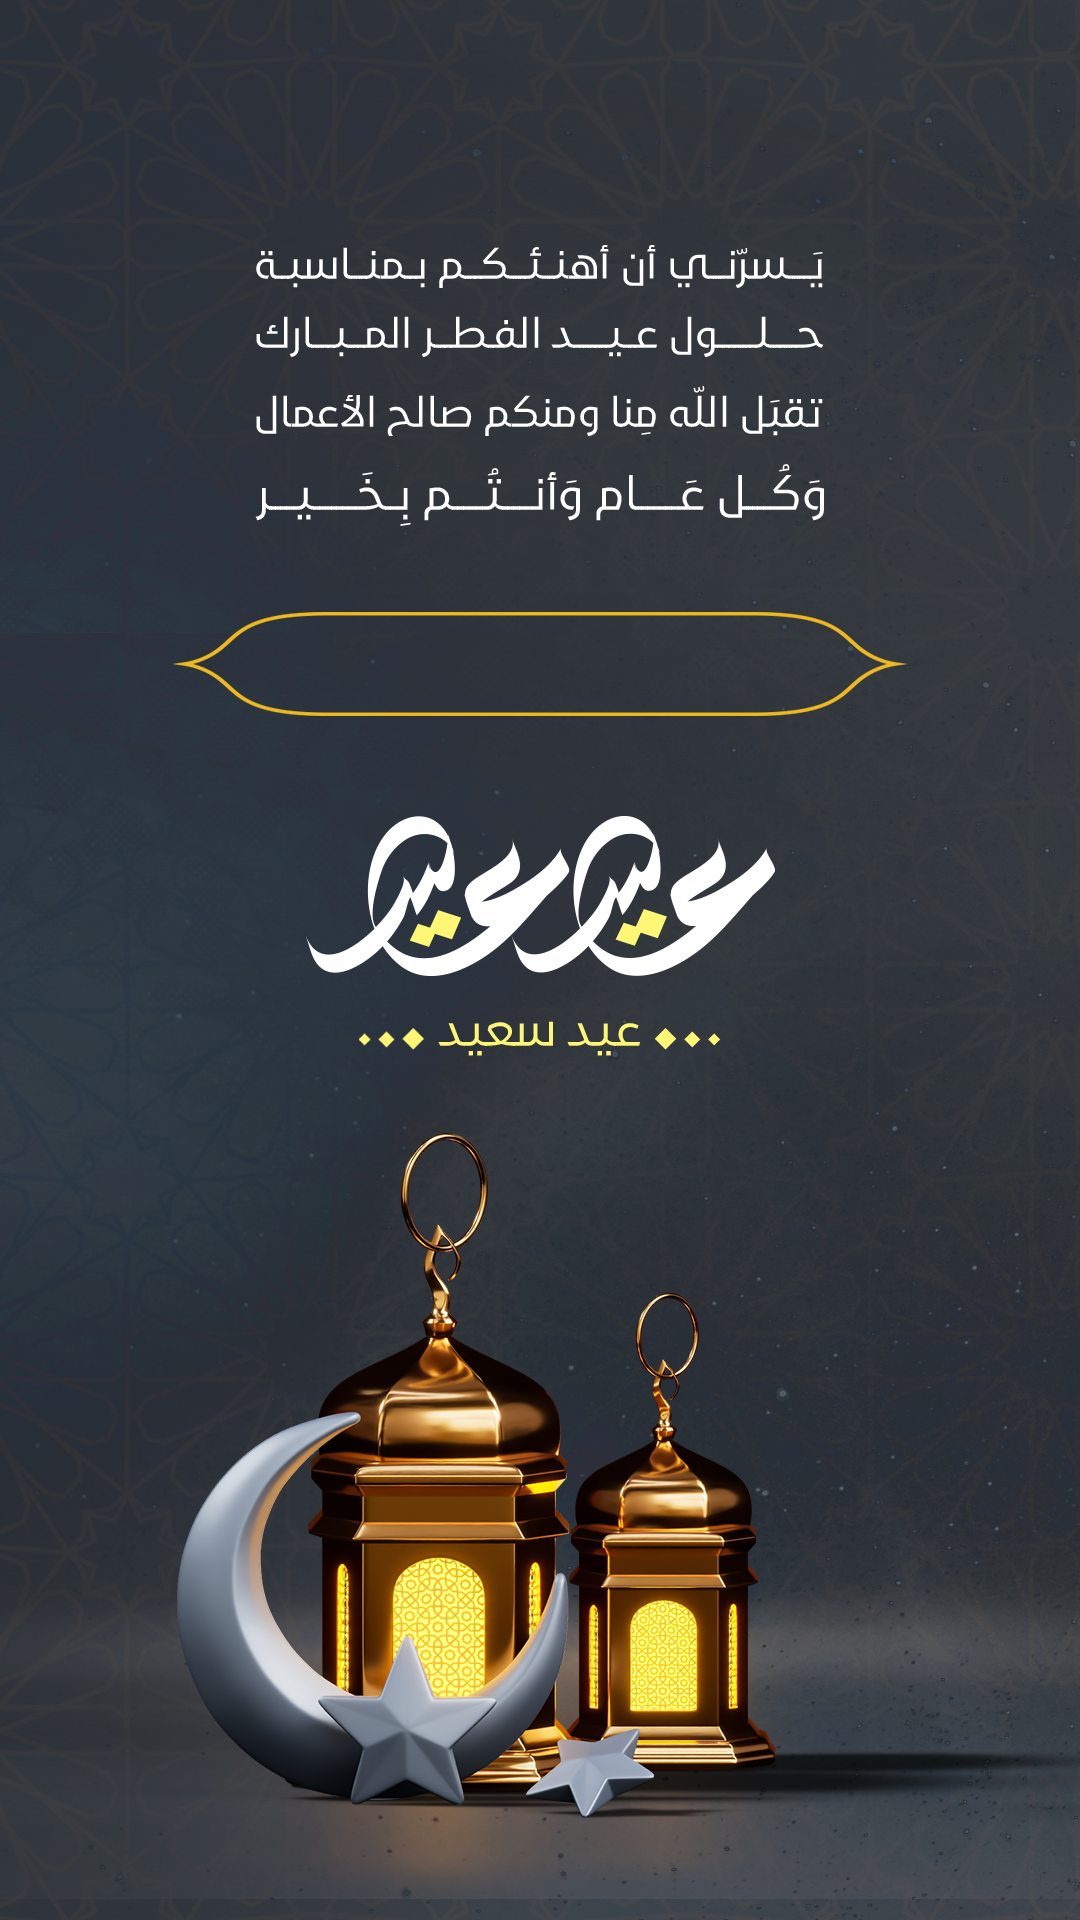 يَسرّني أن أهنئكم بمناسبة
حلول عيد الفطر المبارك
تقبَل اللّه مِنا ومنكم صالح الأعمال
وَكُل عَام وَأنتُم بِخَير
عيد عيد
عيد سعيد